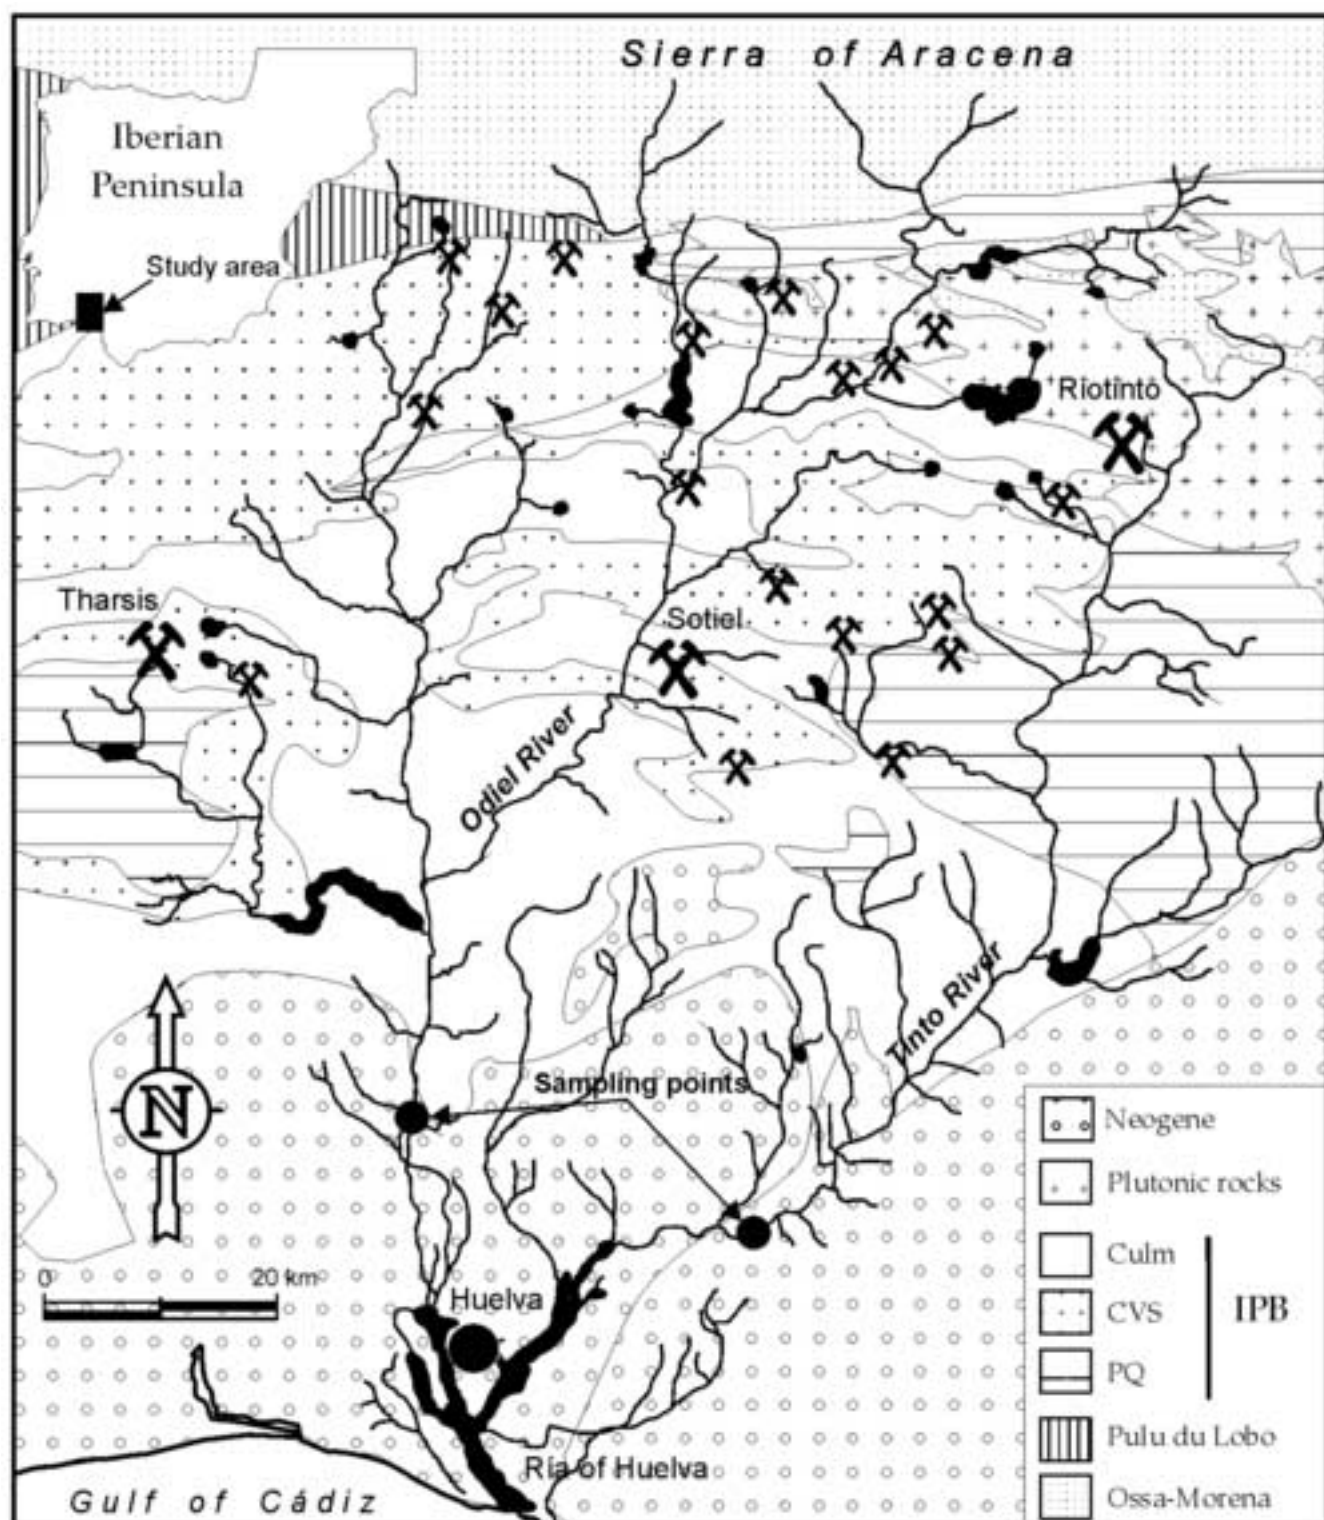 Sierra of Aracena
Iberian
Peninsula
Study area
Riotinto
Tharsis
Sotiel
Odiel River
Tinto River
N
Sampling points
0 20 km
Huelva
Ría of Huelva
Gulf of Cádiz
Neogene
Plutonic rocks
Culm
CVS
IPB
PQ
Pulu du Lobo
Ossa-Morena